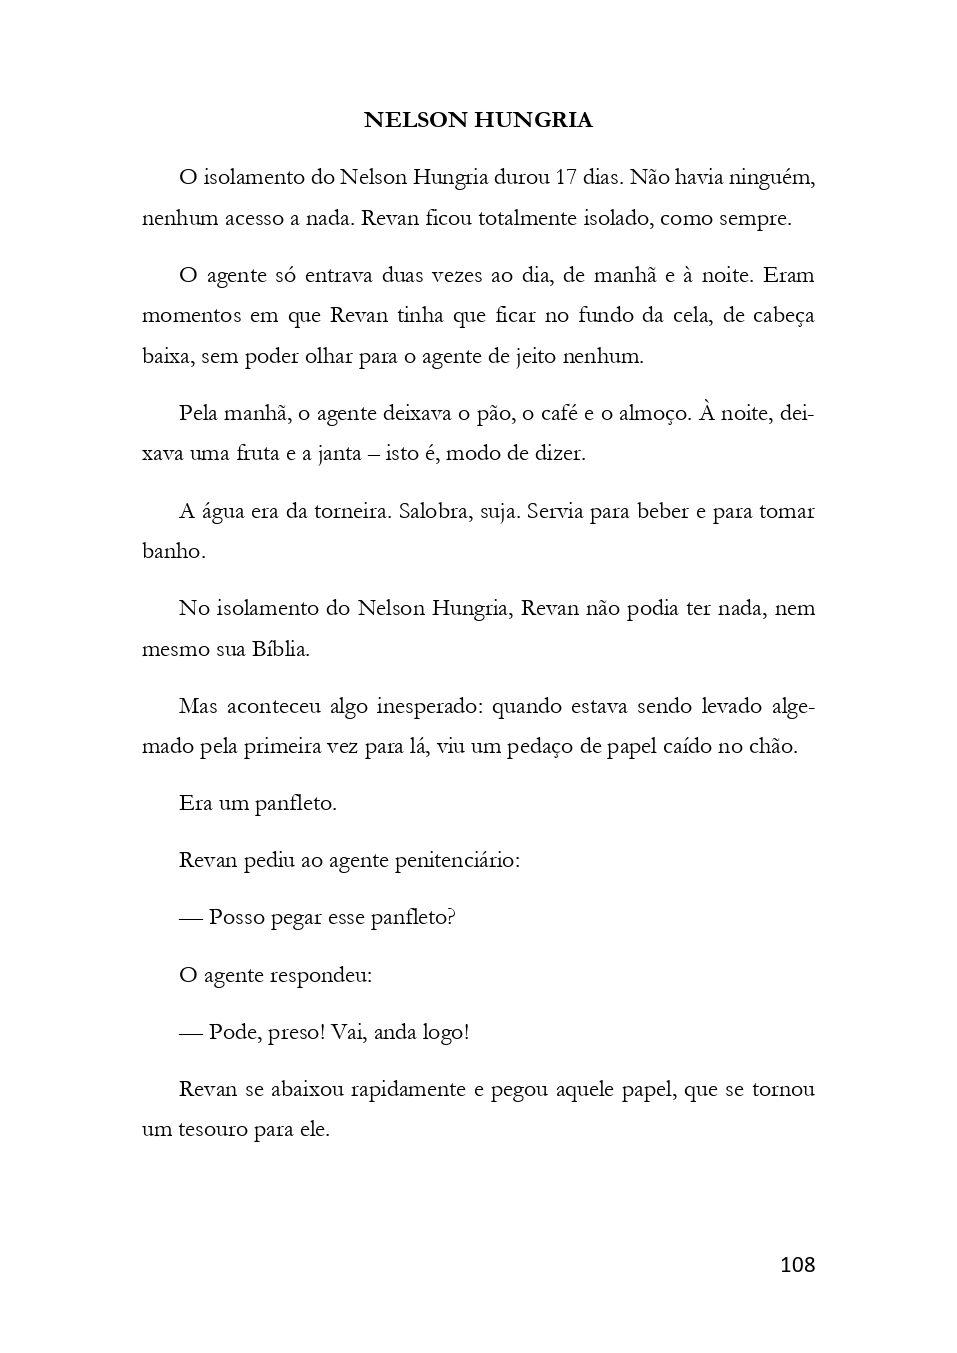 NELSON HUNGRIA
O isolamento do Nelson Hungria durou 17 dias. Não havia ninguém,
nenhum acesso a nada. Revan ficou totalmente isolado, como sempre.
O agente só entrava duas vezes ao dia, de manhã e à noite. Eram
momentos em que Revan tinha que ficar no fundo da cela, de cabeça
baixa, sem poder olhar para o agente de jeito nenhum.
Pela manhã, o agente deixava o pão, o café e o almoço. À noite, dei-
xava uma fruta e a janta – isto é, modo de dizer.
A água era da torneira. Salobra, suja. Servia para beber e para tomar
banho.
No isolamento do Nelson Hungria, Revan não podia ter nada, nem
mesmo sua Bíblia.
Mas aconteceu algo inesperado: quando estava sendo levado alge-
mado pela primeira vez para lá, viu um pedaço de papel caído no chão.
Era um panfleto.
Revan pediu ao agente penitenciário:
— Posso pegar esse panfleto?
O agente respondeu:
— Pode, preso! Vai, anda logo!
Revan se abaixou rapidamente e pegou aquele papel, que se tornou
um tesouro para ele.
108